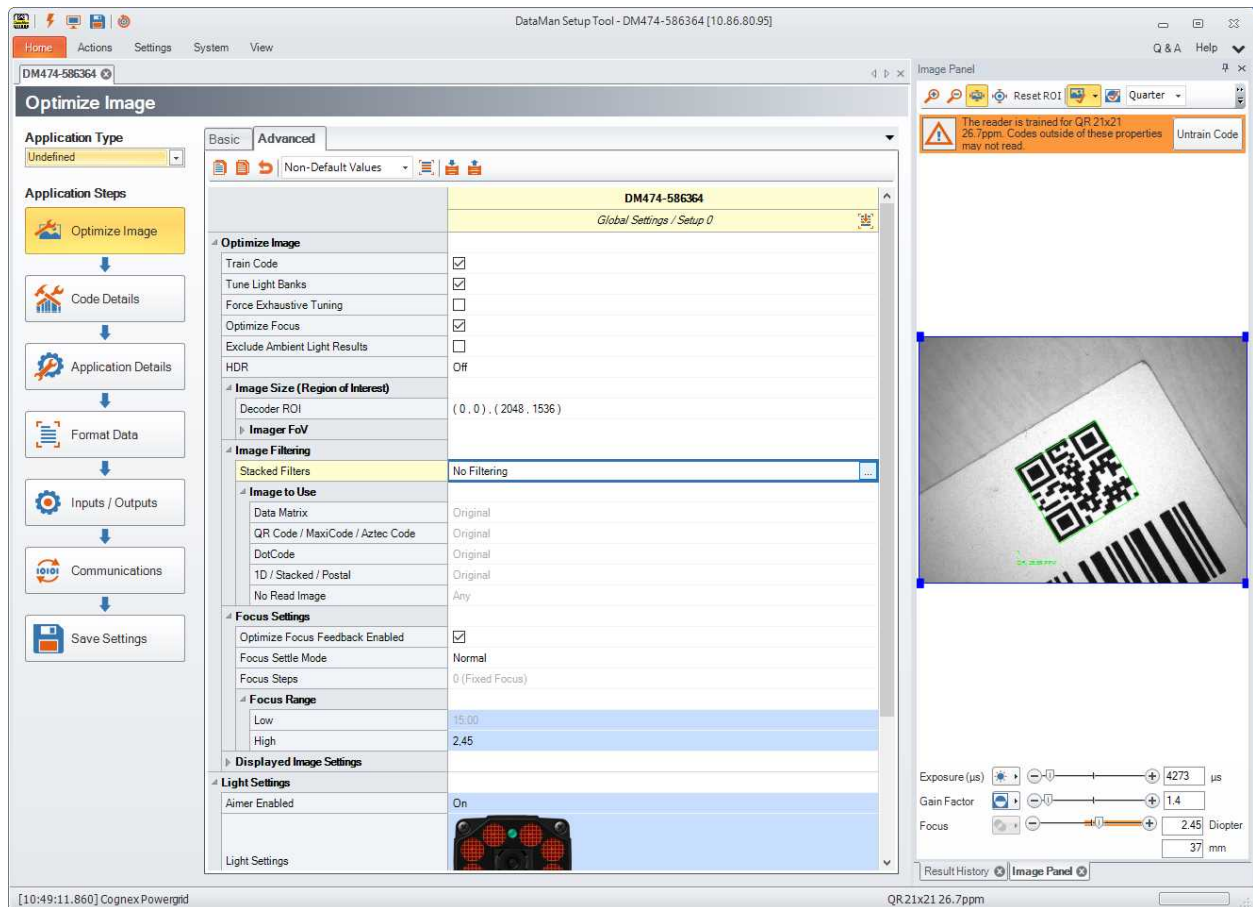 DataMan Setup Tool - DM474-586364 [10.86.80.95]
Home Actions Settings System View
Q & A Help
DM474-586364
Optimize Image
Application Type
Undefined
Application Steps
Optimize Image
Code Details
Application Details
Format Data
Inputs / Outputs
Communications
Save Settings
Basic Advanced
Non-Default Values
DM474-586364
Global Settings / Setup 0
Optimize Image
Train Code
Tune Light Banks
Force Exhaustive Tuning
Optimize Focus
Exclude Ambient Light Results
HDR Off
Image Size (Region of Interest)
Decoder ROI ( 0 , 0 ) , ( 2048 , 1536 )
Imager FoV
Image Filtering
Stacked Filters No Filtering ...
Image to Use
Data Matrix Original
QR Code / MaxiCode / Aztec Code Original
DotCode Original
1D / Stacked / Postal Original
No Read Image Any
Focus Settings
Optimize Focus Feedback Enabled
Focus Settle Mode Normal
Focus Steps 0 (Fixed Focus)
Focus Range
Low 15.00
High 2,45
Displayed Image Settings
Light Settings
Aimer Enabled On
Light Settings
Image Panel
Reset ROI Quarter
The reader is trained for QR 21x21
26.7ppm. Codes outside of these properties
may not read.
Untrain Code
Exposure (µs) 4273 µs
Gain Factor 1.4
Focus 2.45 Diopter
37 mm
Result History Image Panel
[10:49:11.860] Cognex Powergrid
QR 21x21 26.7ppm